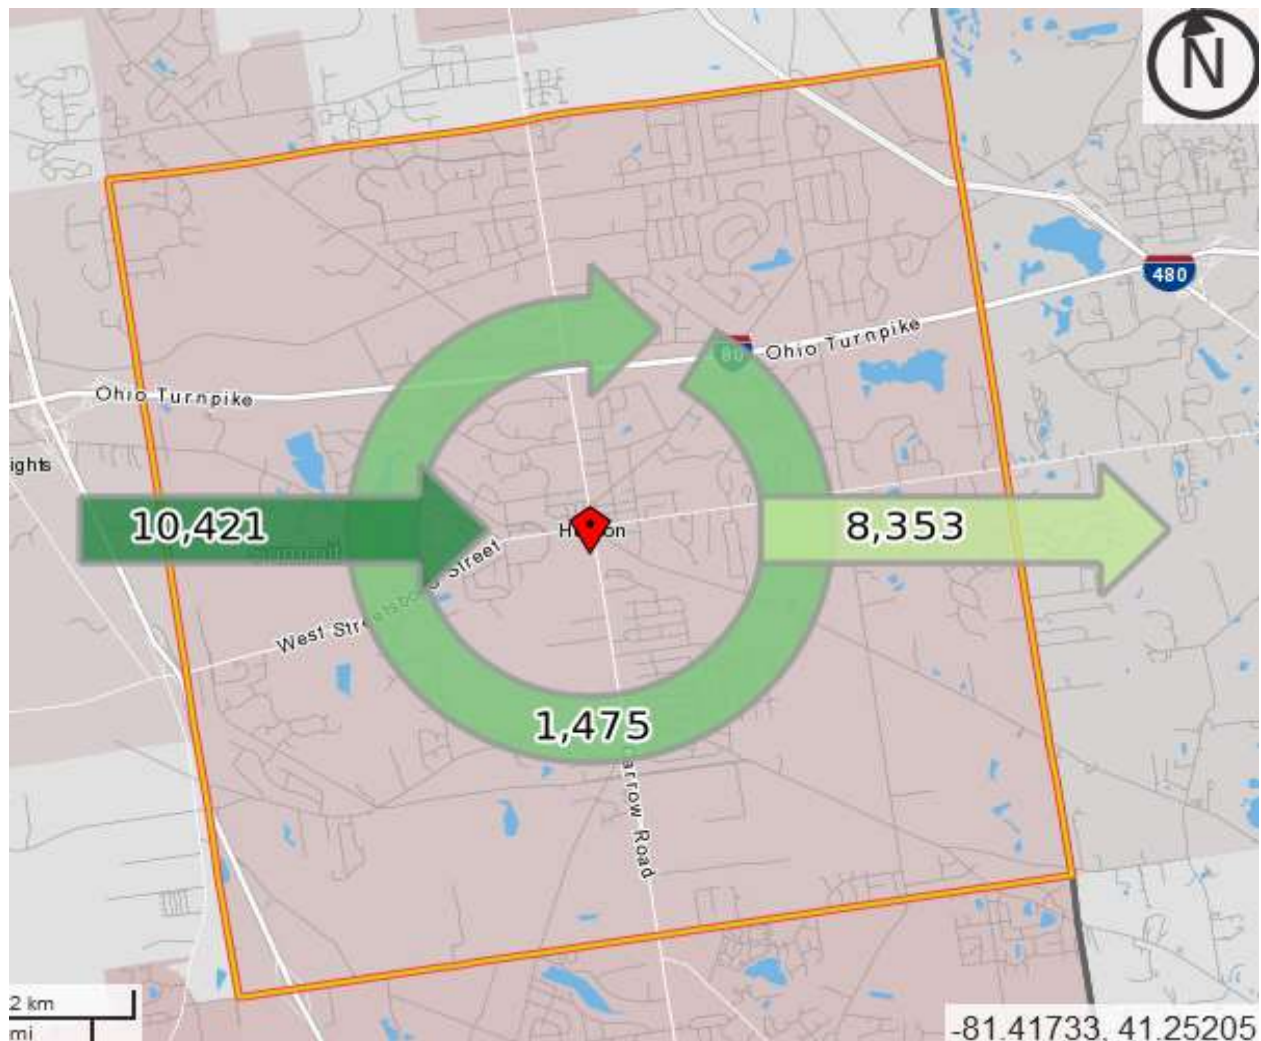 N
480
80
Ohio Turnpike
Ohio Turnpike
ights
10,421
8,353
West Street
1,475
arrow Road
2 km
mi
-81.41733, 41.25205